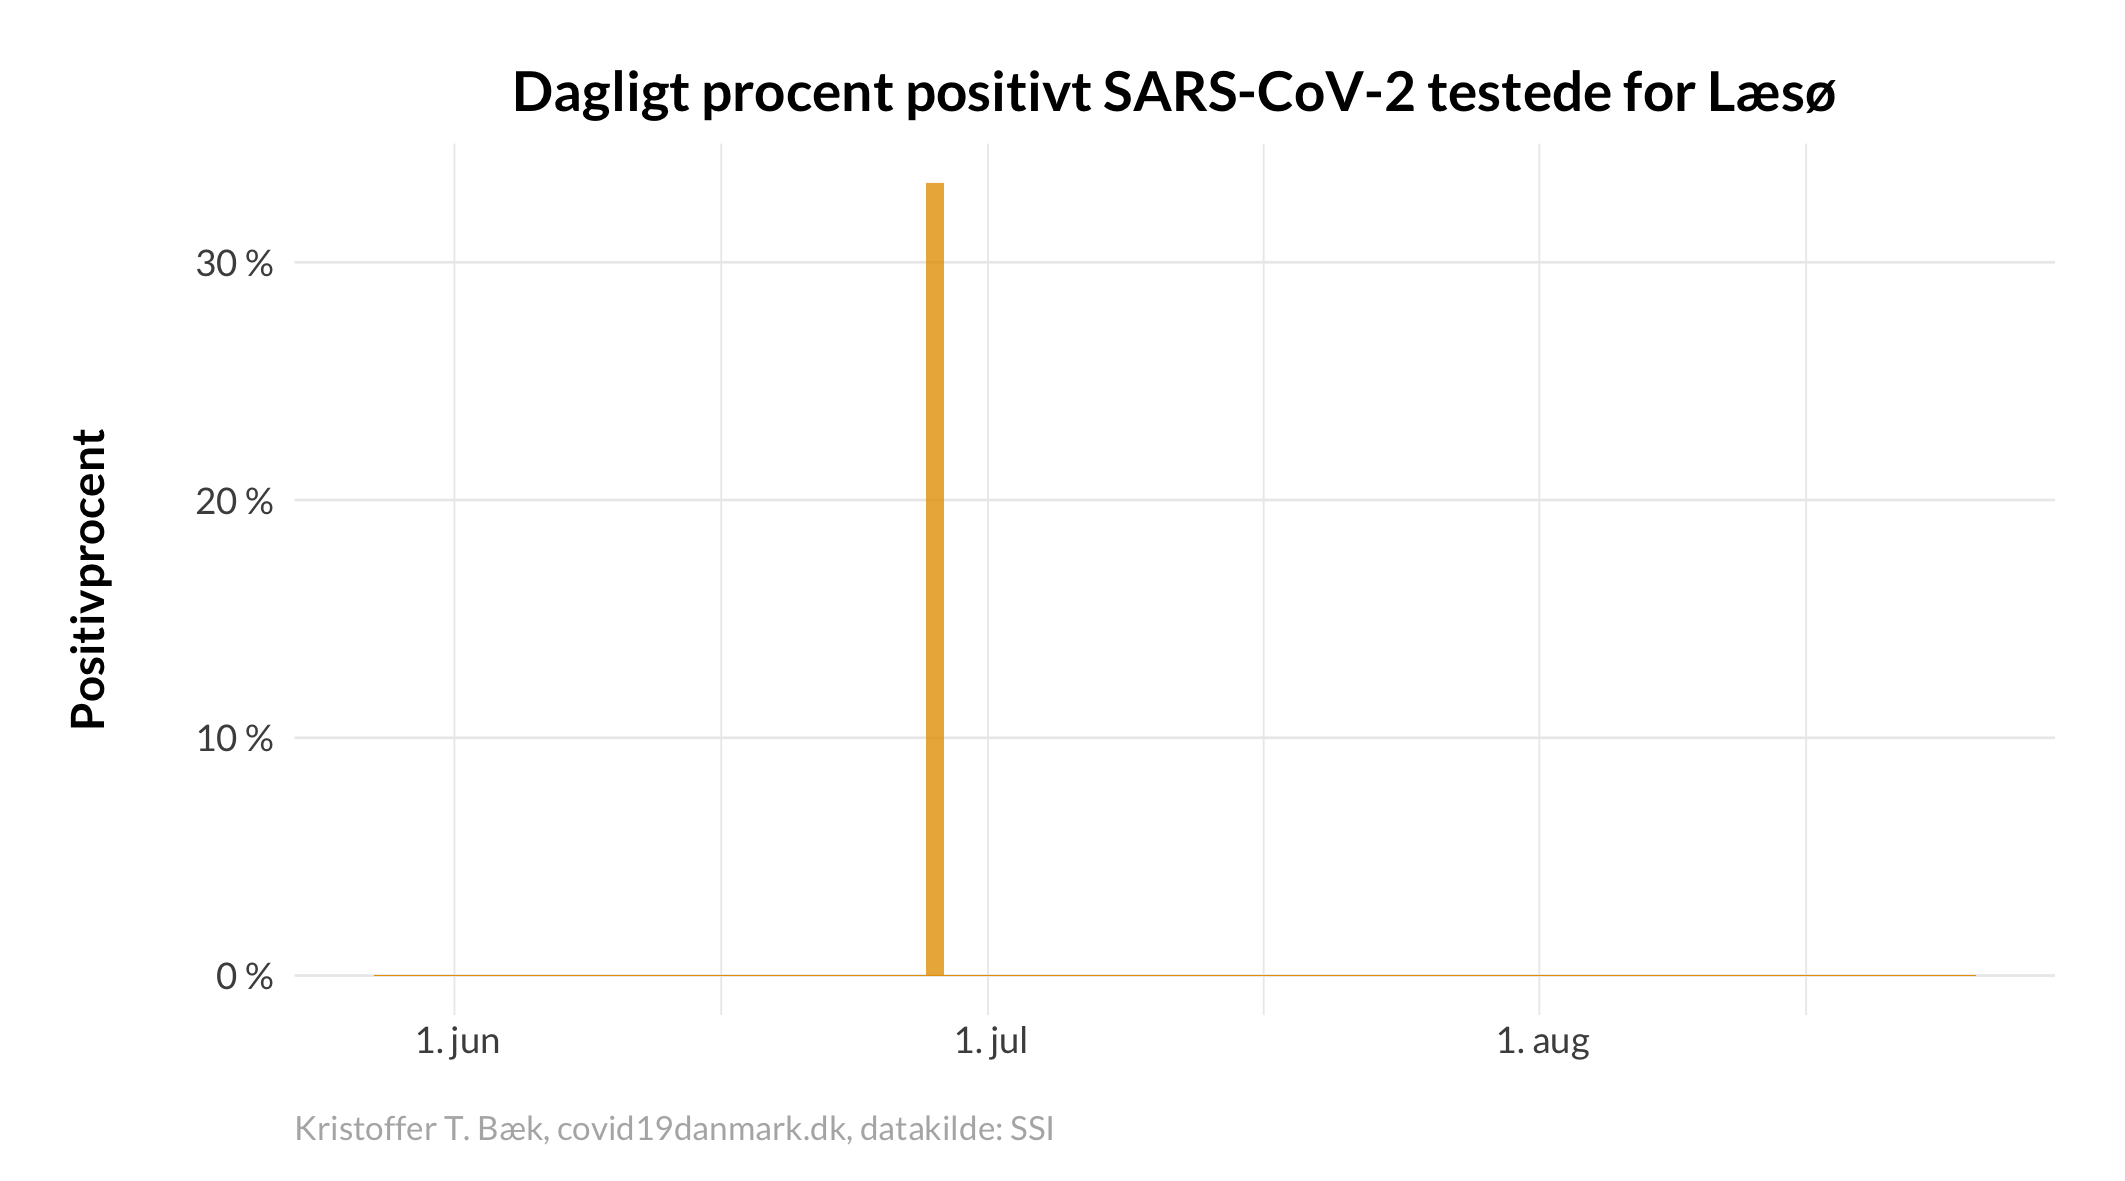 Dagligt procent positivt SARS-CoV-2 testede for Læsø
Positivprocent
30 %
20 %
10 %
0 %
1. jun
1. jul
1. aug
Kristoffer T. Bæk, covid19danmark.dk, datakilde: SSI